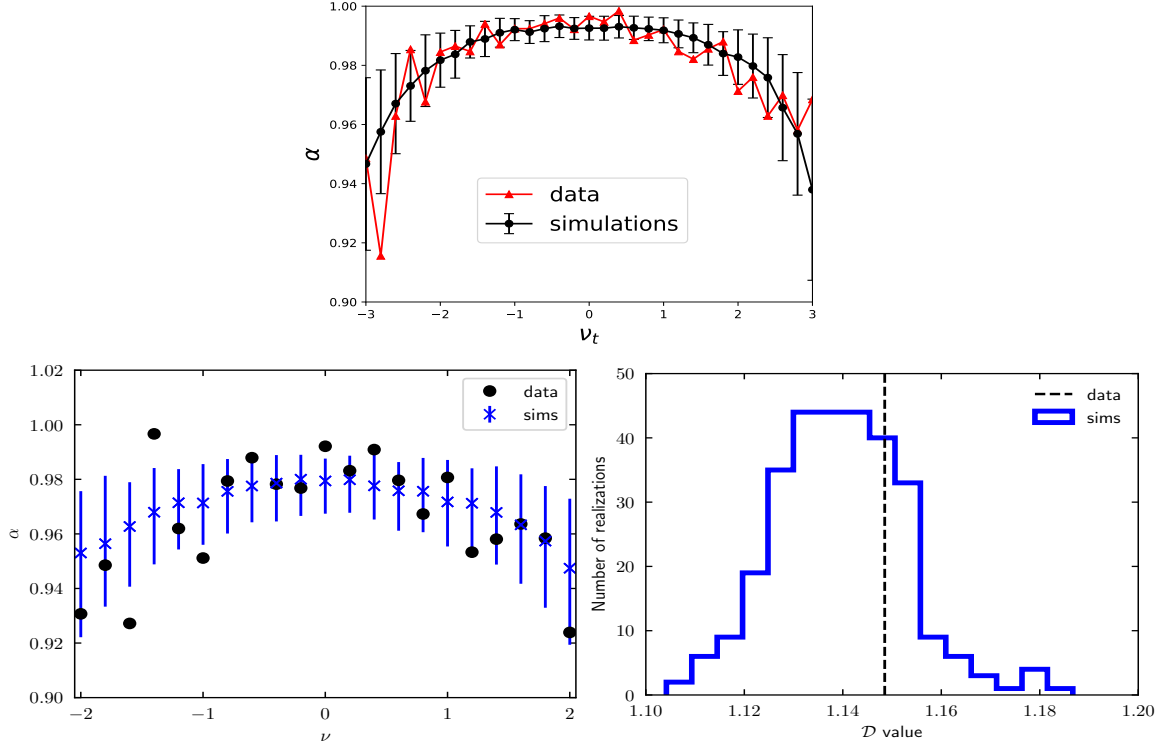 1.00
0.98
0.96
0.94
0.92
0.90
α
data
simulations
−3 −2 −1 0 1 2 3
ν_t
1.02
1.00
0.98
0.96
0.94
0.92
0.90
α
data
sims
−2 −1 0 1 2
ν
50
40
30
20
10
0
Number of realizations
data
sims
1.10 1.12 1.14 1.16 1.18 1.20
𝒟 value